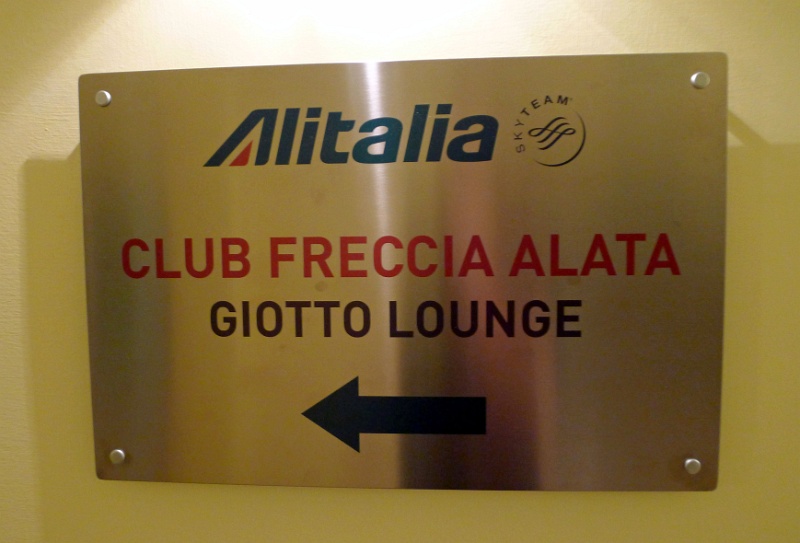 Alitalia SKYTEAM
CLUB FRECCIA ALATA
GIOTTO LOUNGE